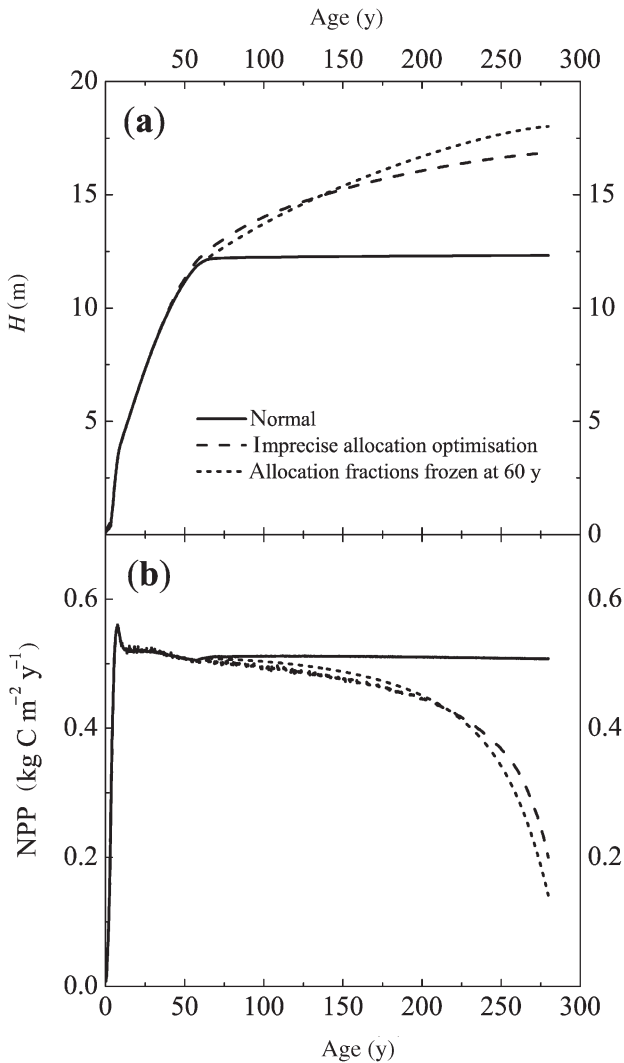 Age (y)
50 100 150 200 250 300
20
(a)
15 15
H (m)
10 10
5 5
Normal
Imprecise allocation optimisation
Allocation fractions frozen at 60 y
0
(b)
0.6 0.6
NPP (kg C m⁻² y⁻¹)
0.4 0.4
0.2 0.2
0.0
0 50 100 150 200 250 300
Age (y)